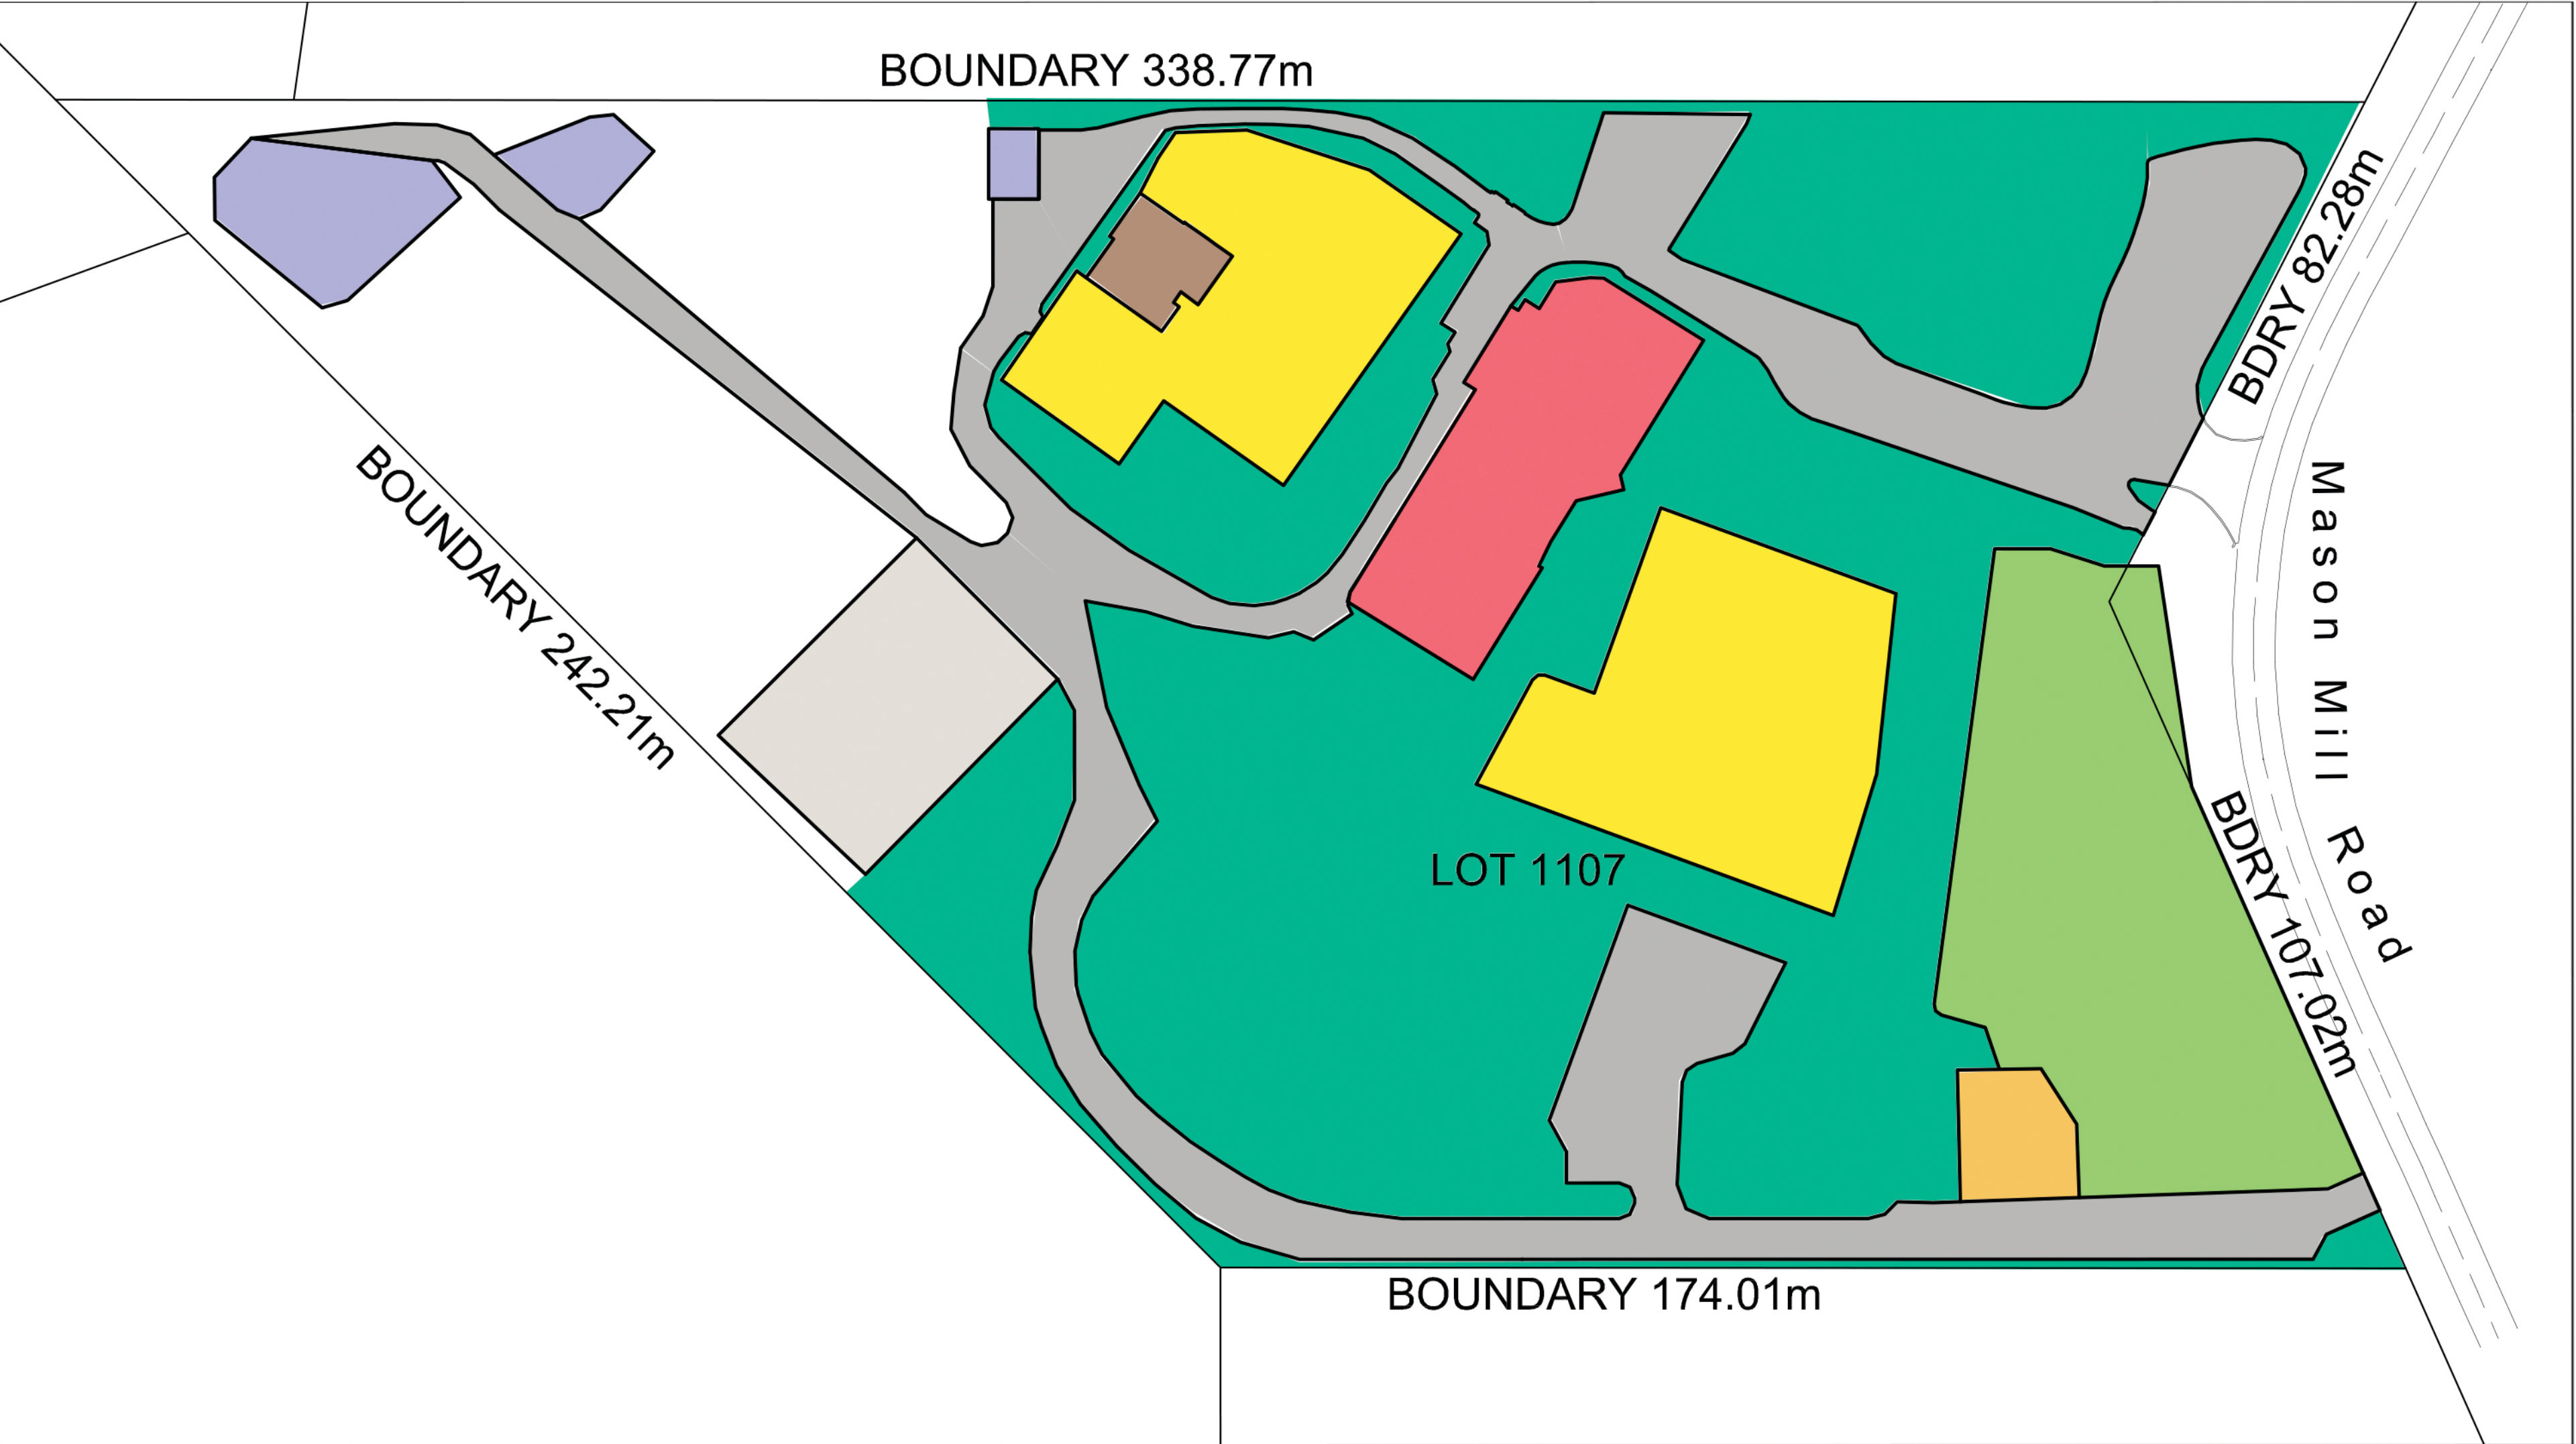 BOUNDARY 338.77m
BDRY 82.28m
BOUNDARY 242.21m
Mason Mill Road
LOT 1107
BDRY 107.02m
BOUNDARY 174.01m